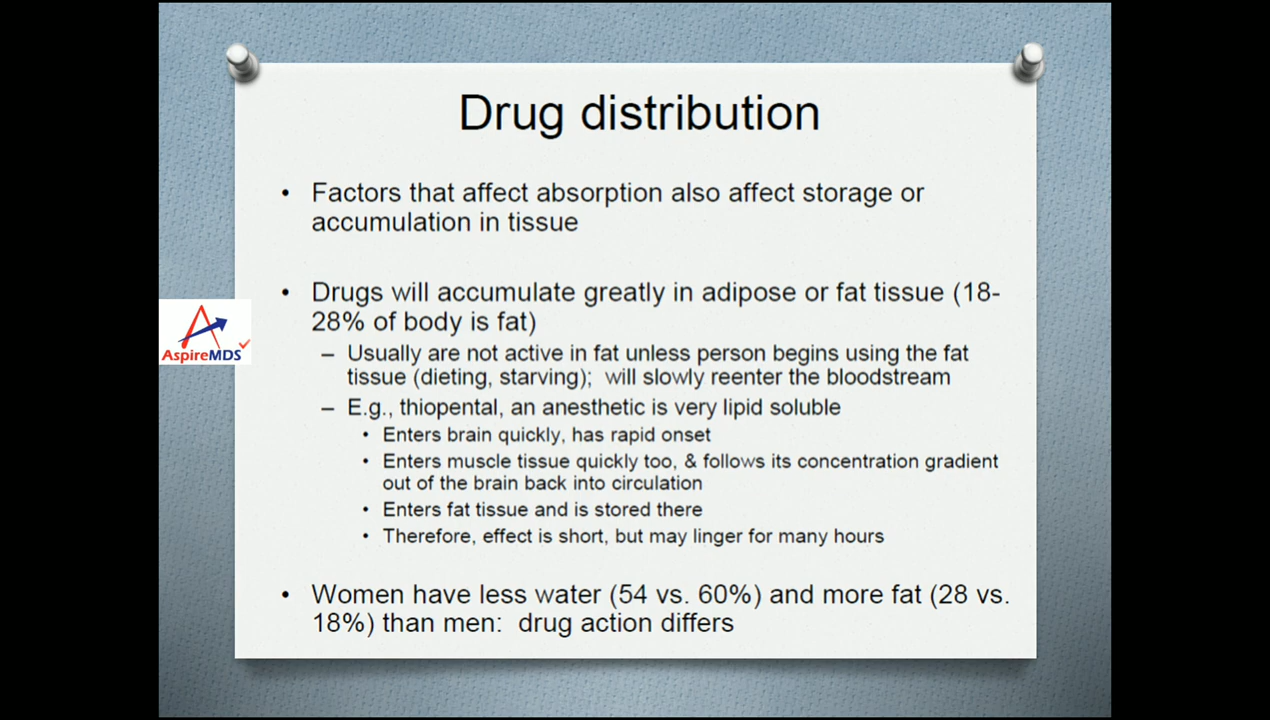 Drug distribution
• Factors that affect absorption also affect storage or
accumulation in tissue
• Drugs will accumulate greatly in adipose or fat tissue (18-
28% of body is fat)
– Usually are not active in fat unless person begins using the fat
tissue (dieting, starving);  will slowly reenter the bloodstream
– E.g., thiopental, an anesthetic is very lipid soluble
• Enters brain quickly, has rapid onset
• Enters muscle tissue quickly too, & follows its concentration gradient
out of the brain back into circulation
• Enters fat tissue and is stored there
• Therefore, effect is short, but may linger for many hours
• Women have less water (54 vs. 60%) and more fat (28 vs.
18%) than men:  drug action differs
AspireMDS